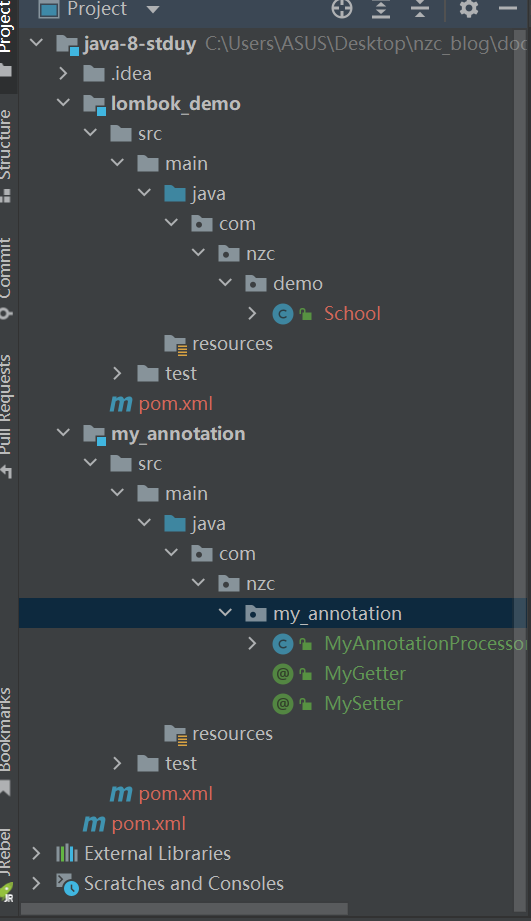 Project
java-8-stduy C:\Users\ASUS\Desktop\nzc_blog\doc
.idea
lombok_demo
src
main
java
com
nzc
demo
School
resources
test
pom.xml
my_annotation
src
main
java
com
nzc
my_annotation
MyAnnotationProcessor
MyGetter
MySetter
resources
test
pom.xml
pom.xml
External Libraries
Scratches and Consoles
Project
Structure
Commit
Pull Requests
Bookmarks
JRebel